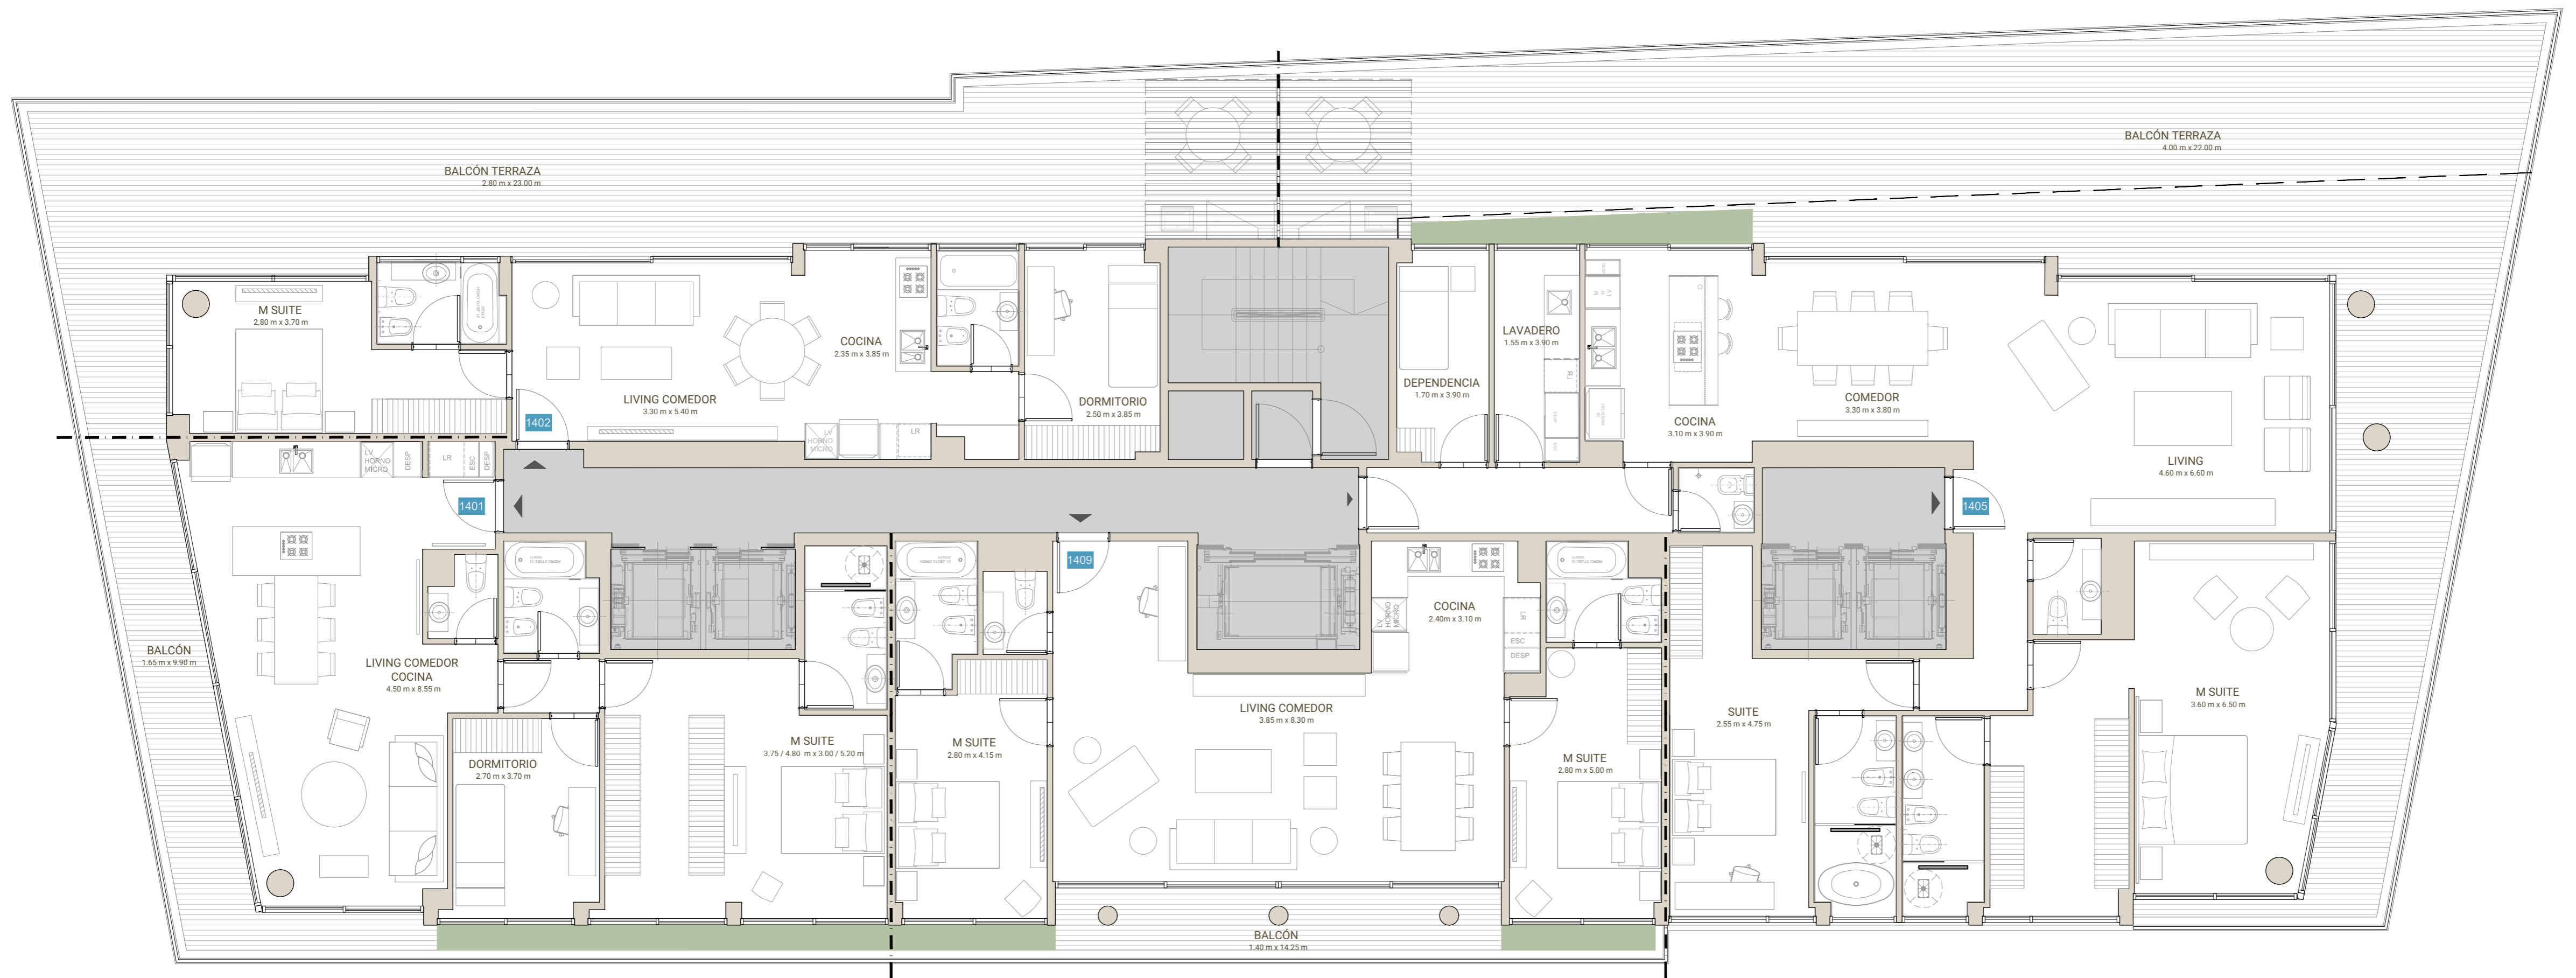 BALCÓN TERRAZA
4.00 m x 22.00 m
BALCÓN TERRAZA
2.80 m x 23.00 m
M SUITE
2.80 m x 3.70 m
LIVING COMEDOR
3.30 m x 5.40 m
COCINA
2.35 m x 3.85 m
DORMITORIO
2.50 m x 3.85 m
DEPENDENCIA
1.70 m x 3.90 m
LAVADERO
1.55 m x 3.90 m
COCINA
3.10 m x 3.90 m
COMEDOR
3.30 m x 3.80 m
LIVING
4.60 m x 6.60 m
1402
LV
HORNO
MICRO
LR
LV
HORNO
MICRO
DESP
LR
ESC
DESP
RJ
1401
1409
1405
BALCÓN
1.65 m x 9.90 m
LIVING COMEDOR
COCINA
4.50 m x 8.55 m
DORMITORIO
2.70 m x 3.70 m
M SUITE
3.75 / 4.80 m x 3.00 / 5.20 m
M SUITE
2.80 m x 4.15 m
LIVING COMEDOR
3.85 m x 8.30 m
COCINA
2.40m x 3.10 m
LV
HORNO
MICRO
LR
ESC
DESP
M SUITE
2.80 m x 5.00 m
SUITE
2.55 m x 4.75 m
M SUITE
3.60 m x 6.50 m
BALCÓN
1.40 m x 14.25 m